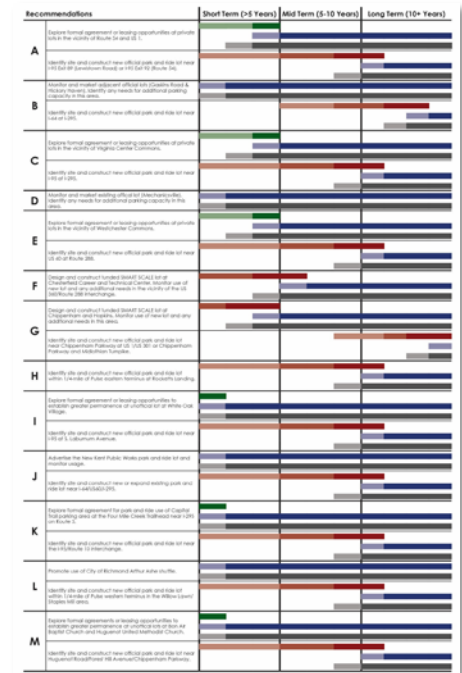 Recommendations Short Term (>5 Years) Mid Term (5-10 Years) Long Term (10+ Years)
A
Explore formal agreement or leasing opportunities at private
lots in the vicinity of Route 54 and US 1.
Identify site and construct new official park and ride lot near
I-95 Exit 89 (Lewistown Road) or I-95 Exit 92 (Route 54).
B
Monitor and market adjacent official lots (Gaskins Road &
Hickory Haven). Identify any needs for additional parking
capacity in this area.
Identify site and construct new official park and ride lot near
I-64 at I-295.
C
Explore formal agreement or leasing opportunities at private
lots in the vicinity of Virginia Center Commons.
Identify site and construct new official park and ride lot near
I-95 at I-295.
D
Monitor and market existing official lot (Mechanicsville).
Identify any needs for additional parking capacity in this
area.
E
Explore formal agreement or leasing opportunities at private
lots in the vicinity of Westchester Commons.
Identify site and construct new official park and ride lot near
US 60 at Route 288.
F
Design and construct funded SMART SCALE lot at
Chesterfield Career and Technical Center. Monitor use of
new lot and any additional needs in the vicinity of the US
360/Route 288 interchange.
G
Design and construct funded SMART SCALE lot at
Chippenham and Hopkins. Monitor use of new lot and any
additional needs in this area.
Identify site and construct new official park and ride lot
near Chippenham Parkway at US 1/US 301 or Chippenham
Parkway and Midlothian Turnpike.
H
Identify site and construct new official park and ride lot
within 1/4-mile of Pulse eastern terminus at Rocketts Landing.
I
Explore formal agreement or leasing opportunities to
establish greater permanence at unofficial lot at White Oak
Village.
Identify site and construct new official park and ride lot near
I-95 at S. Laburnum Avenue.
J
Advertise the New Kent Public Works park and ride lot and
monitor usage.
Identify site and construct new or expand existing park and
ride lot near I-64/US60/I-295.
K
Explore formal agreement for park and ride use of Capital
Trail parking area at the Four Mile Creek Trailhead near I-295
on Route 5.
Identify site and construct new official park and ride lot near
the I-95/Route 10 interchange.
L
Promote use of City of Richmond Arthur Ashe shuttle.
Identify site and construct new official park and ride lot
within 1/4-mile of Pulse western terminus in the Willow Lawn/
Staples Mill area.
M
Explore formal agreements or leasing opportunities to
establish greater permanence at unofficial lots at Bon Air
Baptist Church and Huguenot United Methodist Church.
Identify site and construct new official park and ride lot near
Huguenot Road/Forest Hill Avenue/Chippenham Parkway.